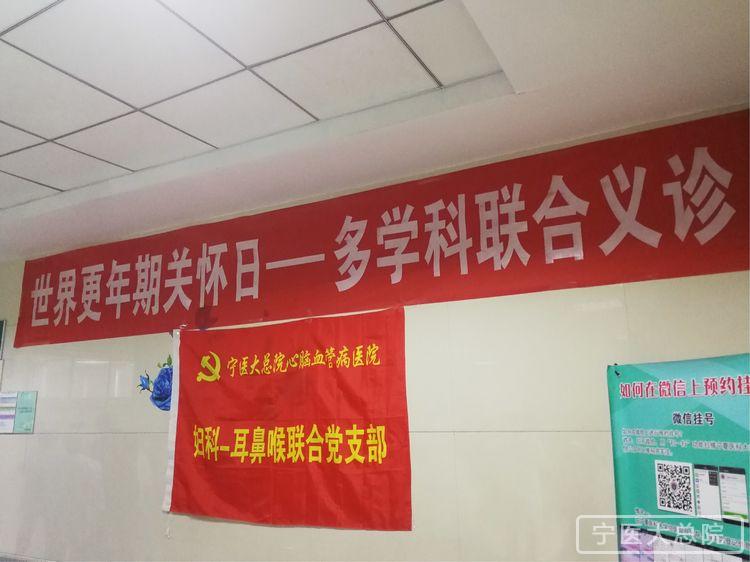 世界更年期关怀日—多学科联合义诊
宁医大总院心脑血管病医院
妇科—耳鼻喉联合党支部
如何在微信上预约挂
微信挂号
宁医大总院